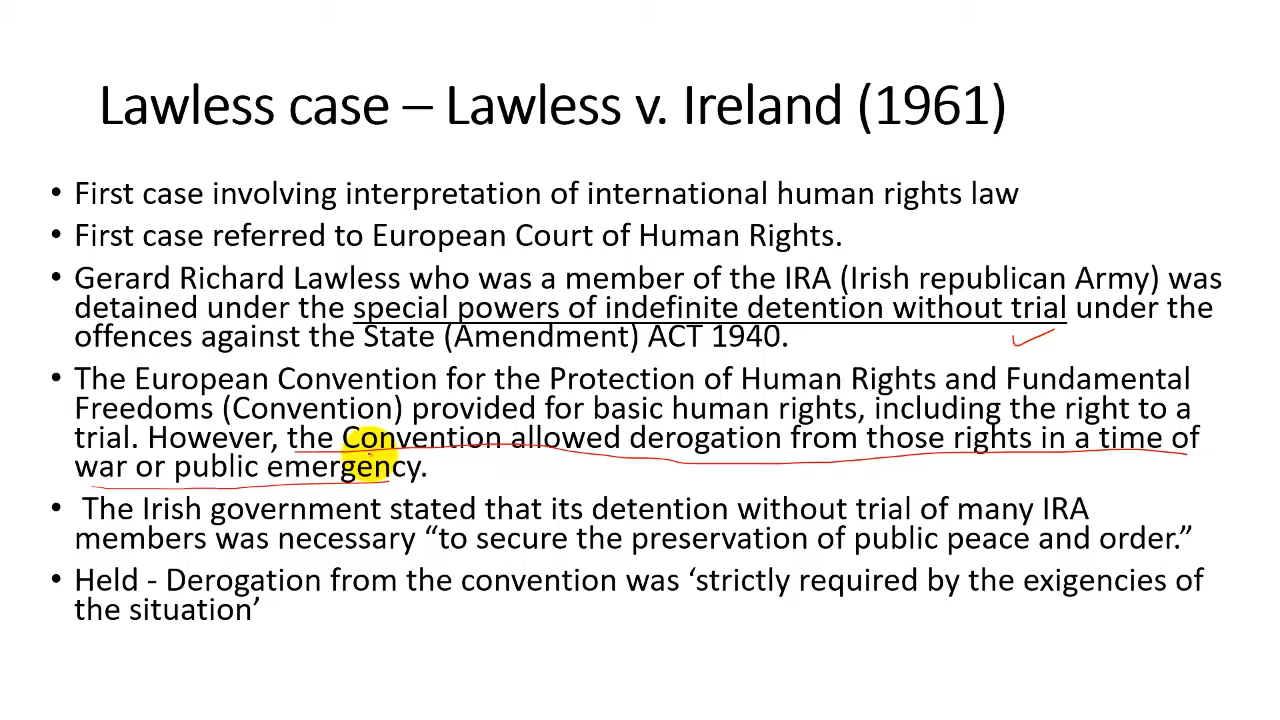 Lawless case – Lawless v. Ireland (1961)
• First case involving interpretation of international human rights law
• First case referred to European Court of Human Rights.
• Gerard Richard Lawless who was a member of the IRA (Irish republican Army) was
detained under the special powers of indefinite detention without trial under the
offences against the State (Amendment) ACT 1940.
• The European Convention for the Protection of Human Rights and Fundamental
Freedoms (Convention) provided for basic human rights, including the right to a
trial. However, the Convention allowed derogation from those rights in a time of
war or public emergency.
• The Irish government stated that its detention without trial of many IRA
members was necessary “to secure the preservation of public peace and order.”
• Held - Derogation from the convention was ‘strictly required by the exigencies of
the situation’